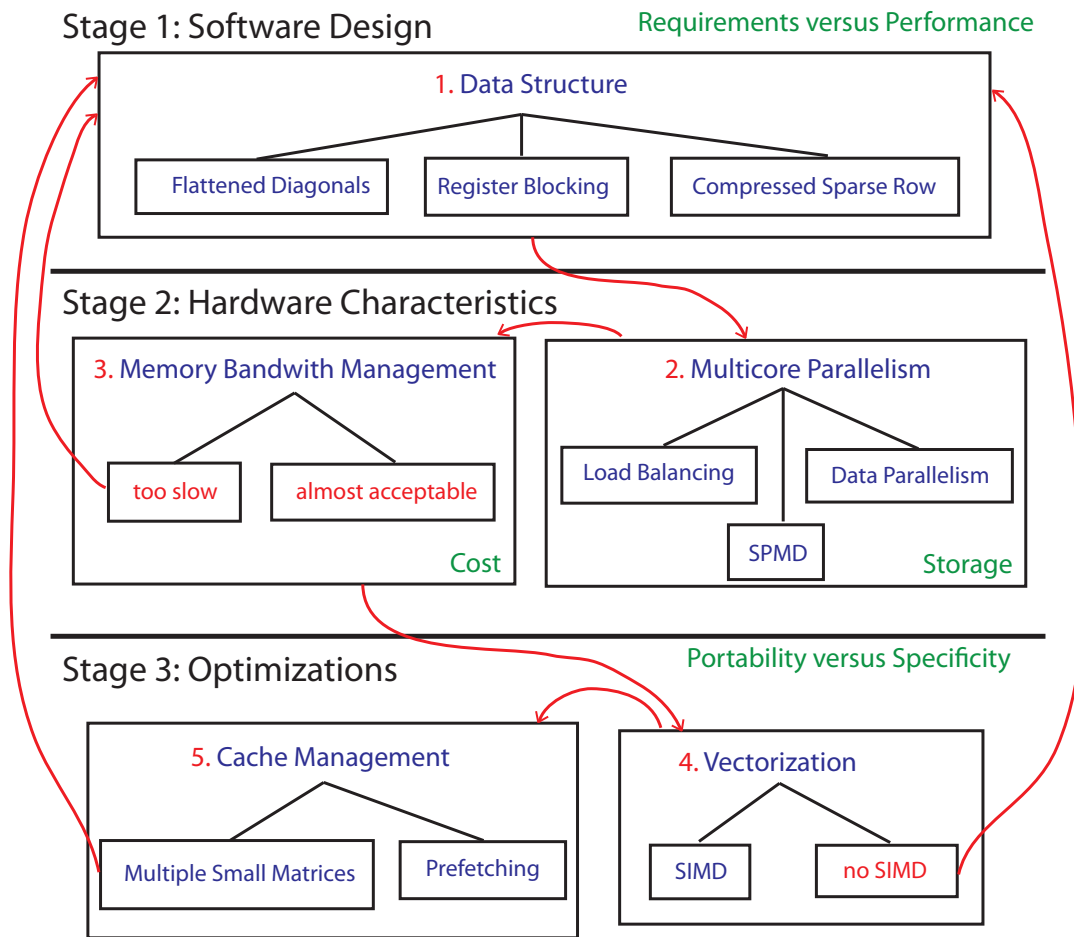 Stage 1: Software Design
Requirements versus Performance
1. Data Structure
Flattened Diagonals
Register Blocking
Compressed Sparse Row
Stage 2: Hardware Characteristics
3. Memory Bandwith Management
too slow
almost acceptable
Cost
2. Multicore Parallelism
Load Balancing
Data Parallelism
SPMD
Storage
Stage 3: Optimizations
Portability versus Specificity
5. Cache Management
Multiple Small Matrices
Prefetching
4. Vectorization
SIMD
no SIMD